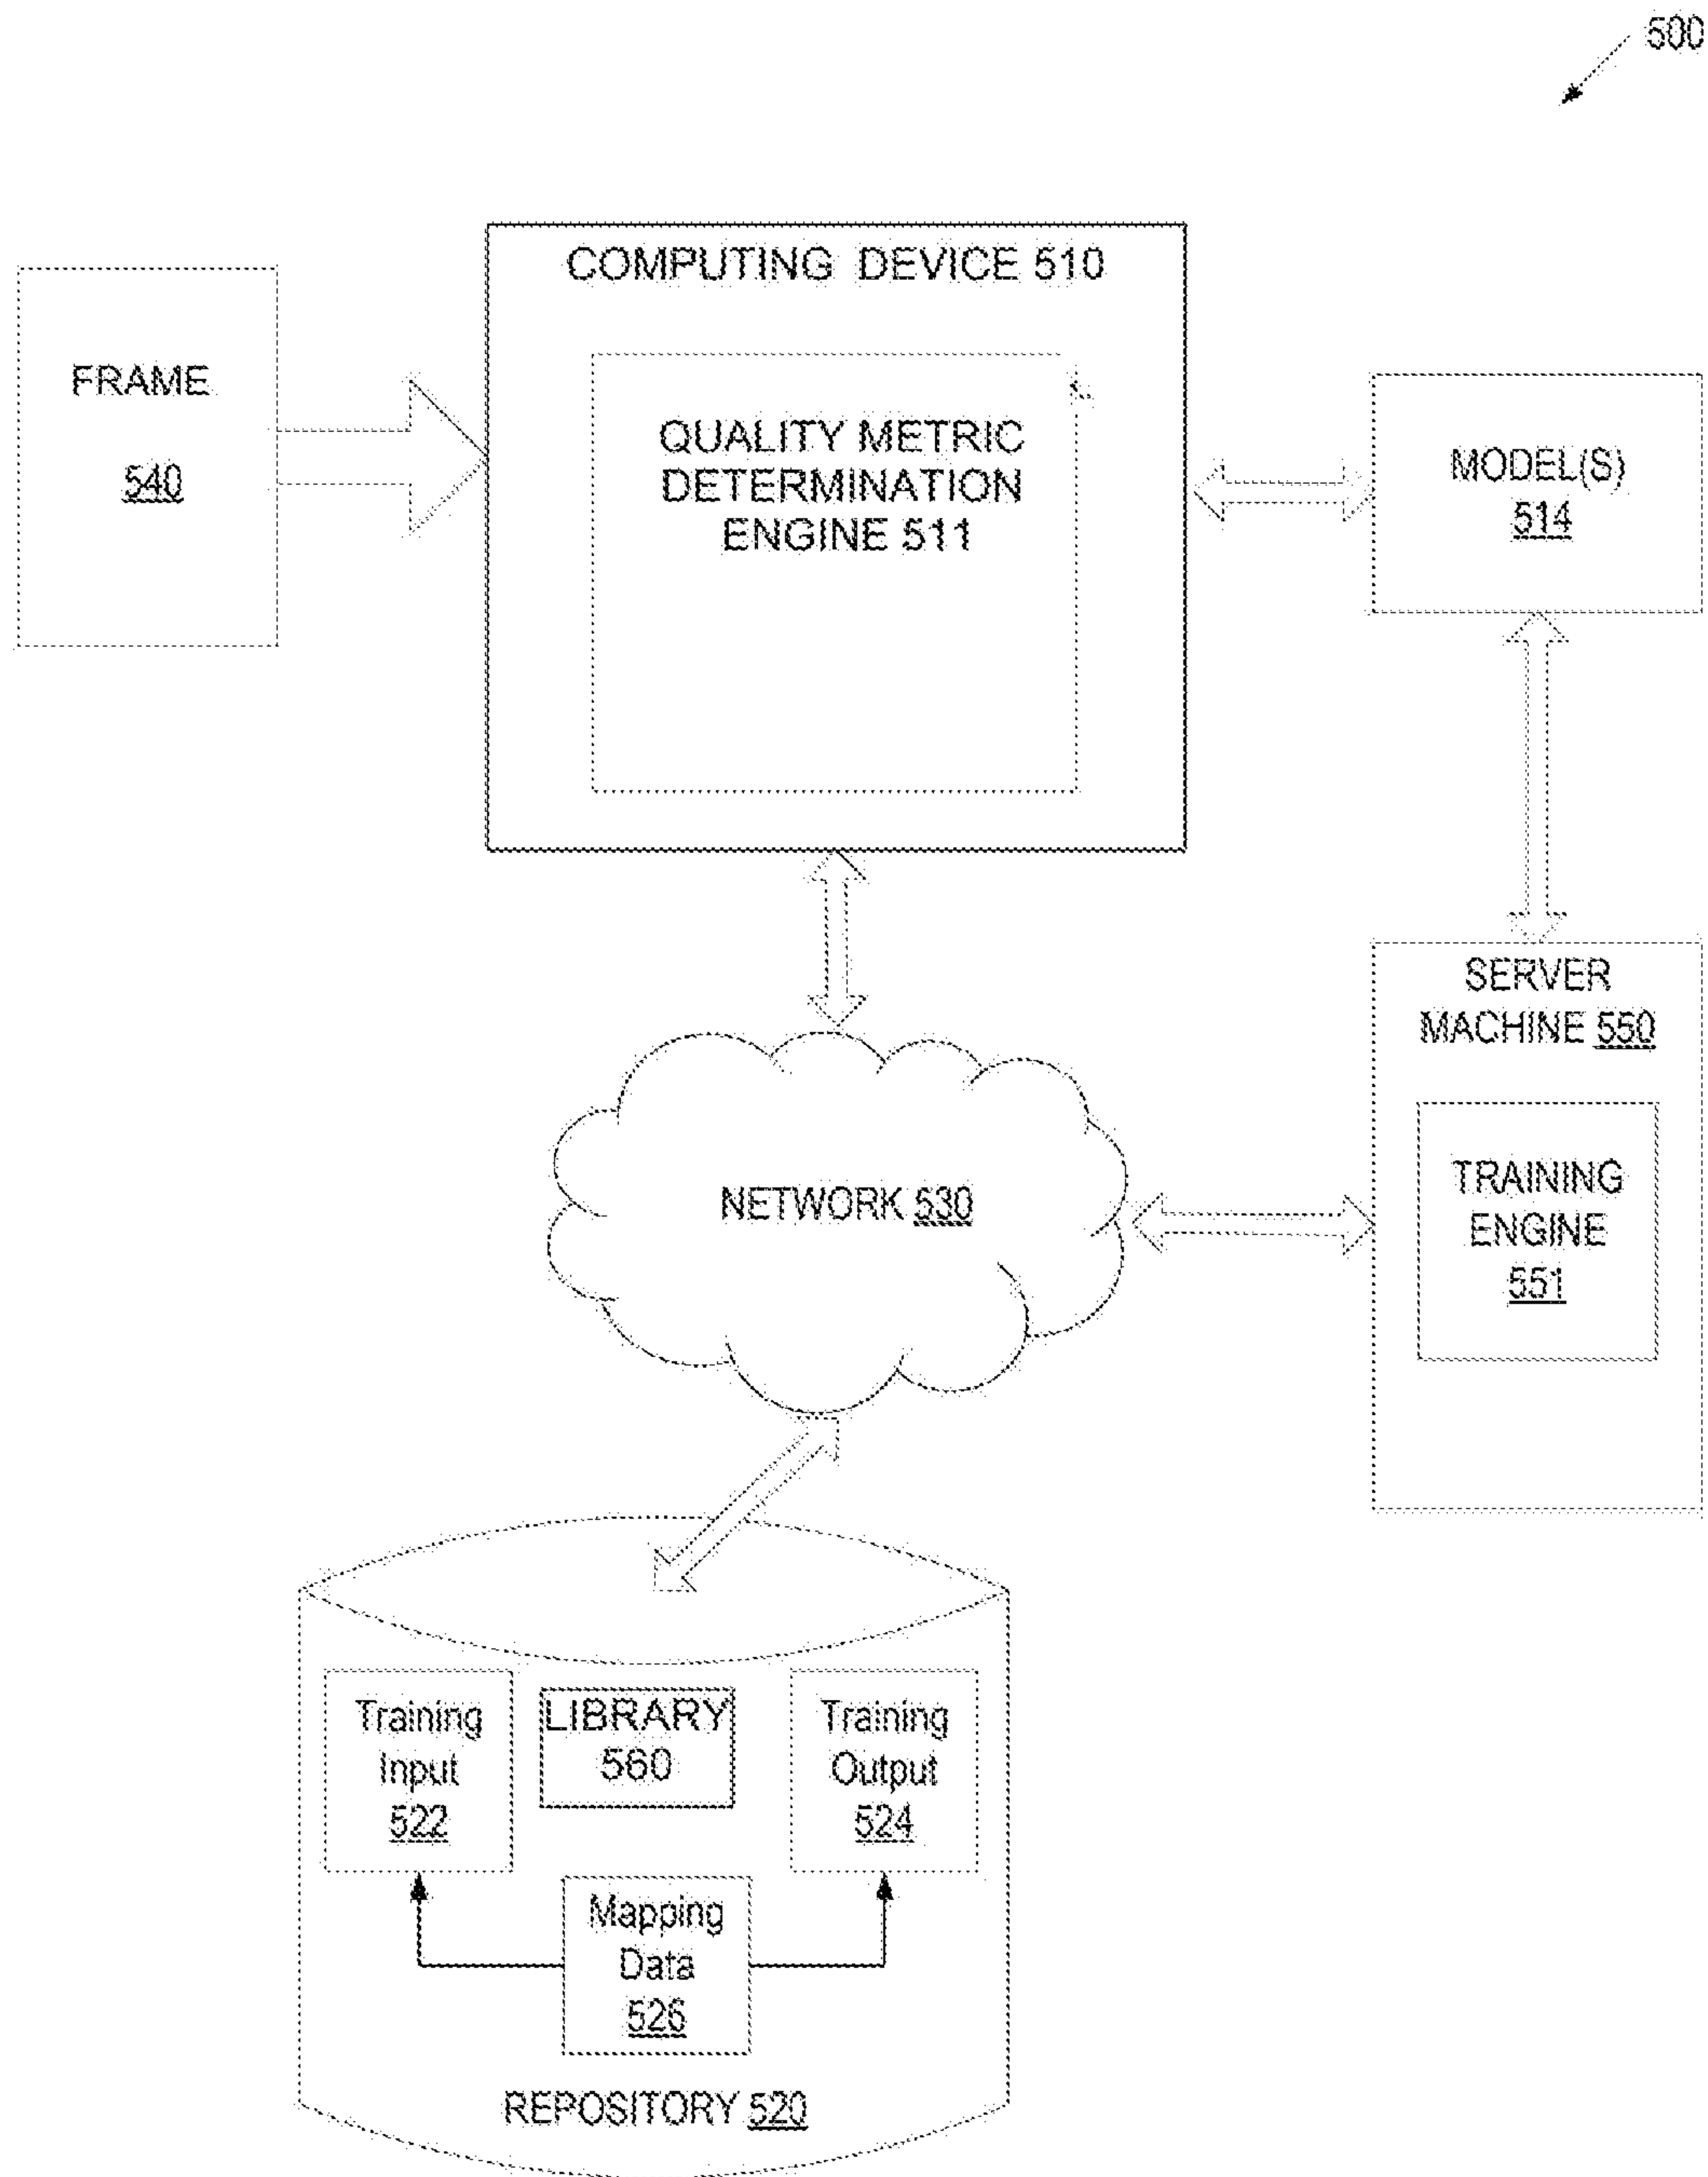 500
COMPUTING DEVICE 510
FRAME
540
QUALITY METRIC
DETERMINATION
ENGINE 511
MODEL(S)
514
SERVER
MACHINE 550
TRAINING
ENGINE
551
NETWORK 530
Training
Input
522
LIBRARY
560
Training
Output
524
Mapping
Data
526
REPOSITORY 520